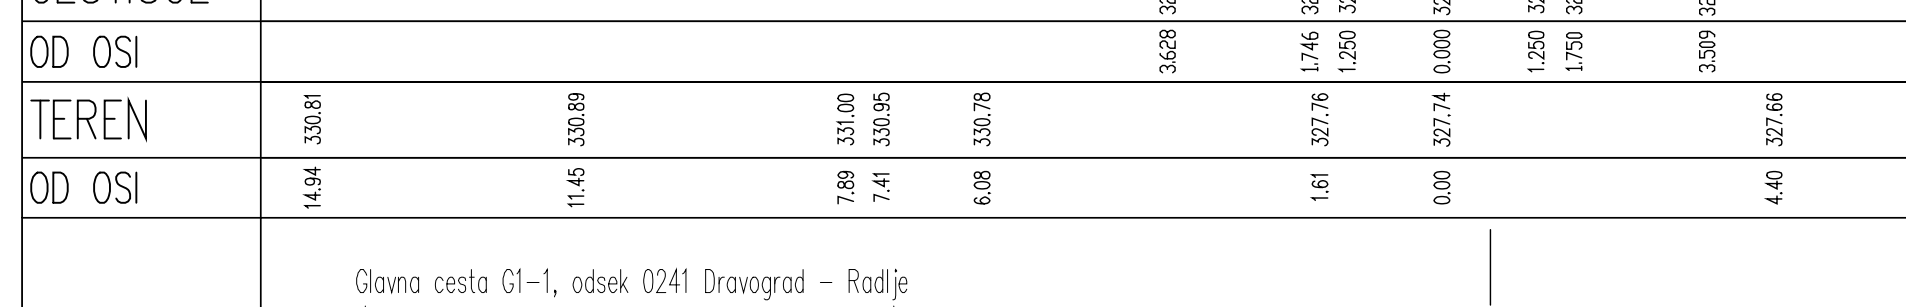 OD OSI 3.628 1.746 1.250 0.000 1.250 1.750 3.509
TEREN 330.81 330.89 331.00 330.95 330.78 327.76 327.74 327.66
OD OSI 14.94 11.45 7.89 7.41 6.08 1.61 0.00 4.40
Glavna cesta G1-1, odsek 0241 Dravograd - Radlje